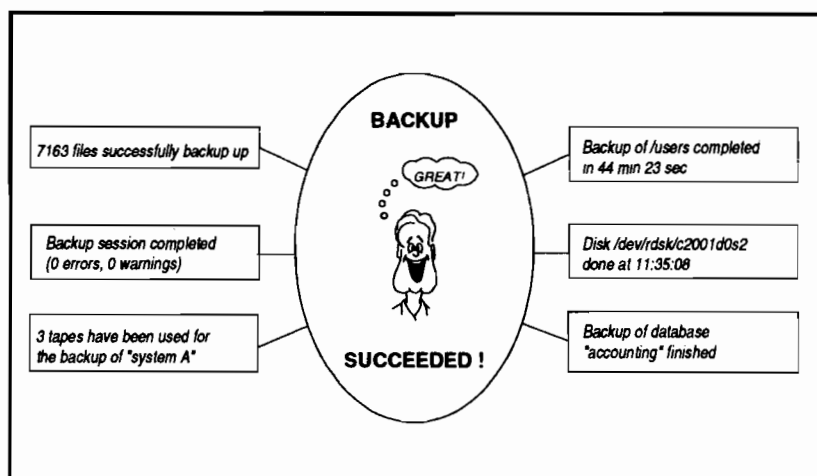 BACKUP
GREAT!
SUCCEEDED !
7163 files successfully backup up
Backup session completed
(0 errors, 0 warnings)
3 tapes have been used for
the backup of "system A"
Backup of /users completed
in 44 min 23 sec
Disk /dev/rdsk/c2001d0s2
done at 11:35:08
Backup of database
"accounting" finished